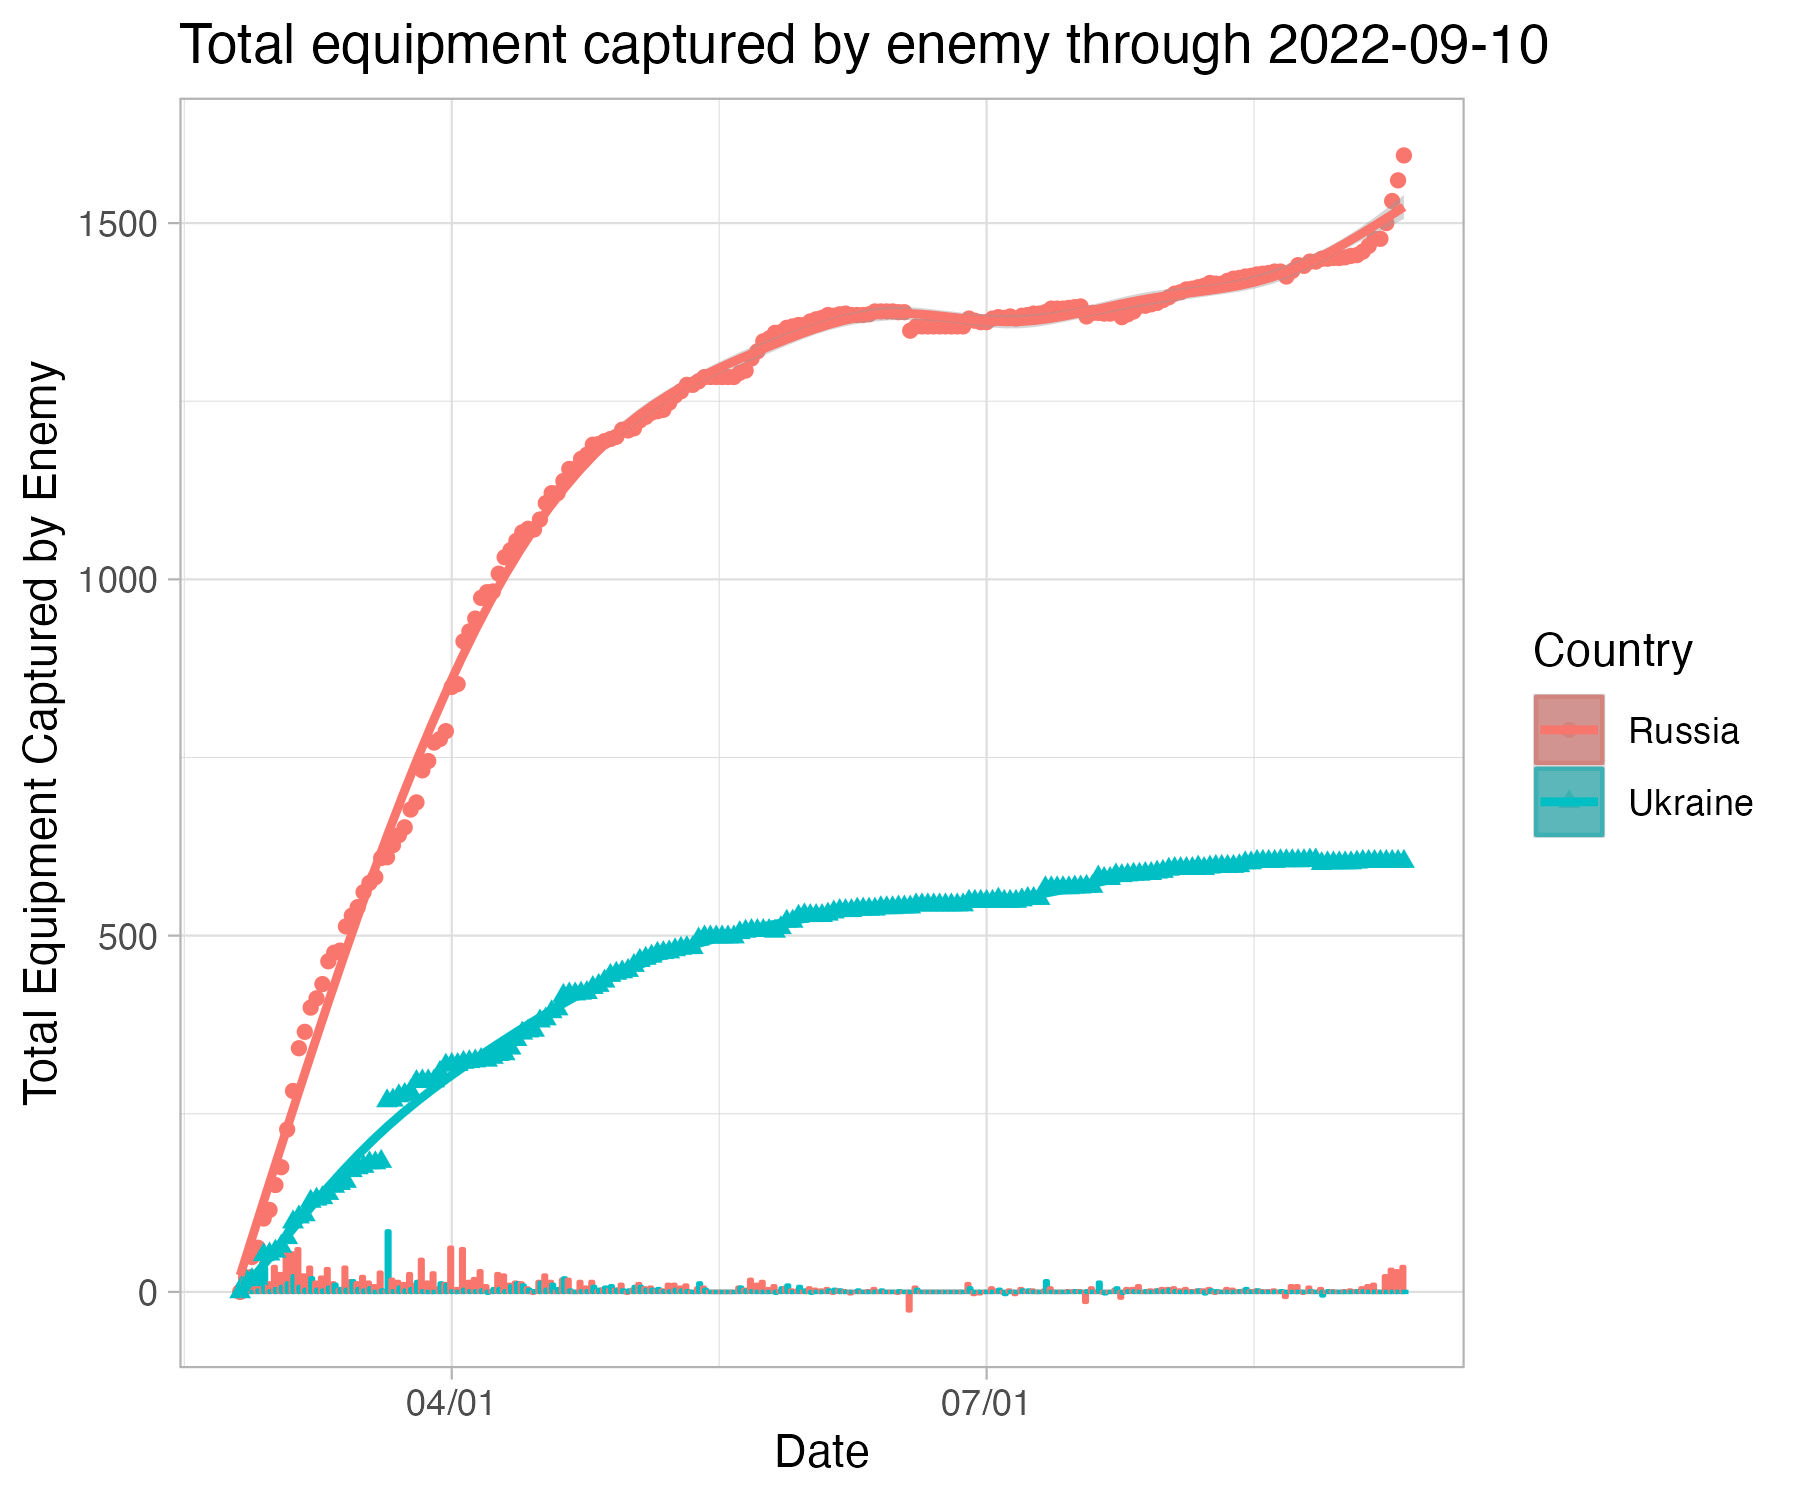 Total equipment captured by enemy through 2022-09-10
Total Equipment Captured by Enemy
1500
1000
500
0
04/01
07/01
Date
Country
Russia
Ukraine